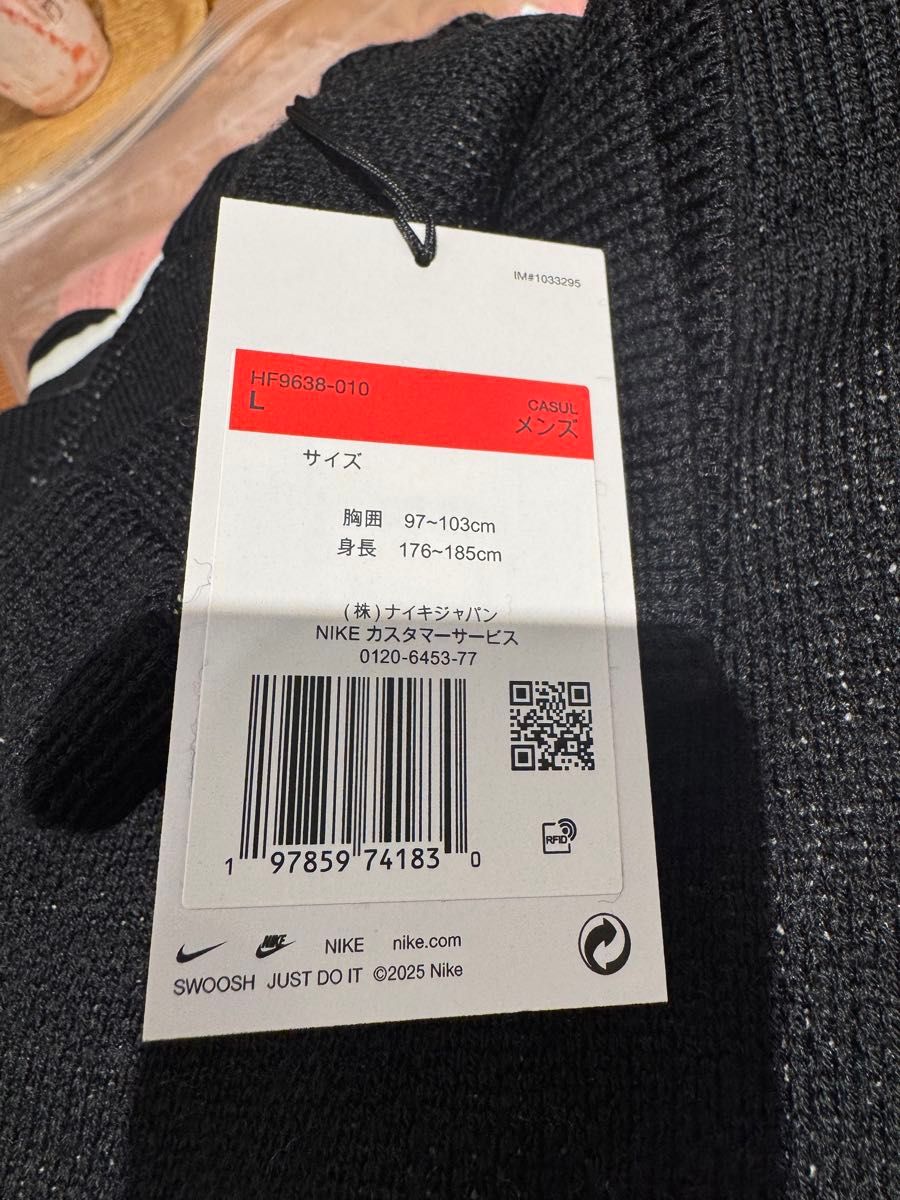 IM#1033295
HF9638-010
L
CASUL
メンズ
サイズ
胸囲 97~103cm
身長 176~185cm
(株)ナイキジャパン
NIKE カスタマーサービス
0120-6453-77
1 97859 74183 0
RFID
NIKE NIKE nike.com
SWOOSH JUST DO IT ©2025 Nike